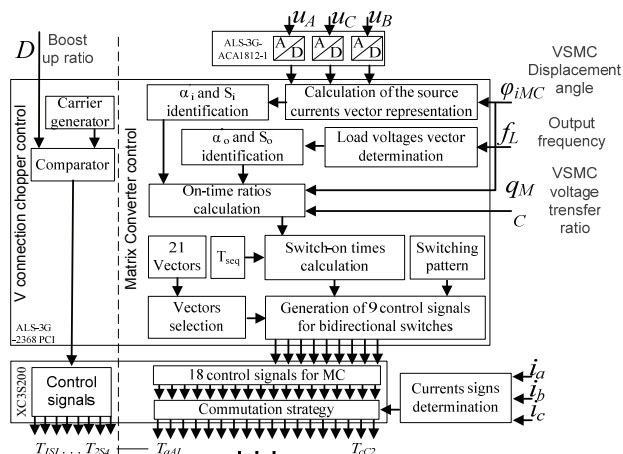 u_A u_C u_B
D
Boost
up ratio
ALS-3G-
ACA1812-1
A D
A D
A D
VSMC
Displacement
angle
φ_iMC
Carrier
generator
α_i and S_i
identification
Calculation of the source
currents vector representation
f_L
Output
frequency
Comparator
α_o and S_o
identification
Load voltages vector
determination
V connection chopper control
Matrix Converter control
On-time ratios
calculation
q_M
C
VSMC
voltage
trensfer
ratio
21
Vectors
T_seq
Switch-on times
calculation
Switching
pattern
Vectors
selection
Generation of 9 control signals
for bidirectional switches
ALS-3G
-2368 PCI
XC3S200
Control
signals
18 control signals for MC
Commutation strategy
Currents signs
determination
i_a
i_b
i_c
T_1S1 . . . T_2S4
T_aA1
T_cC2